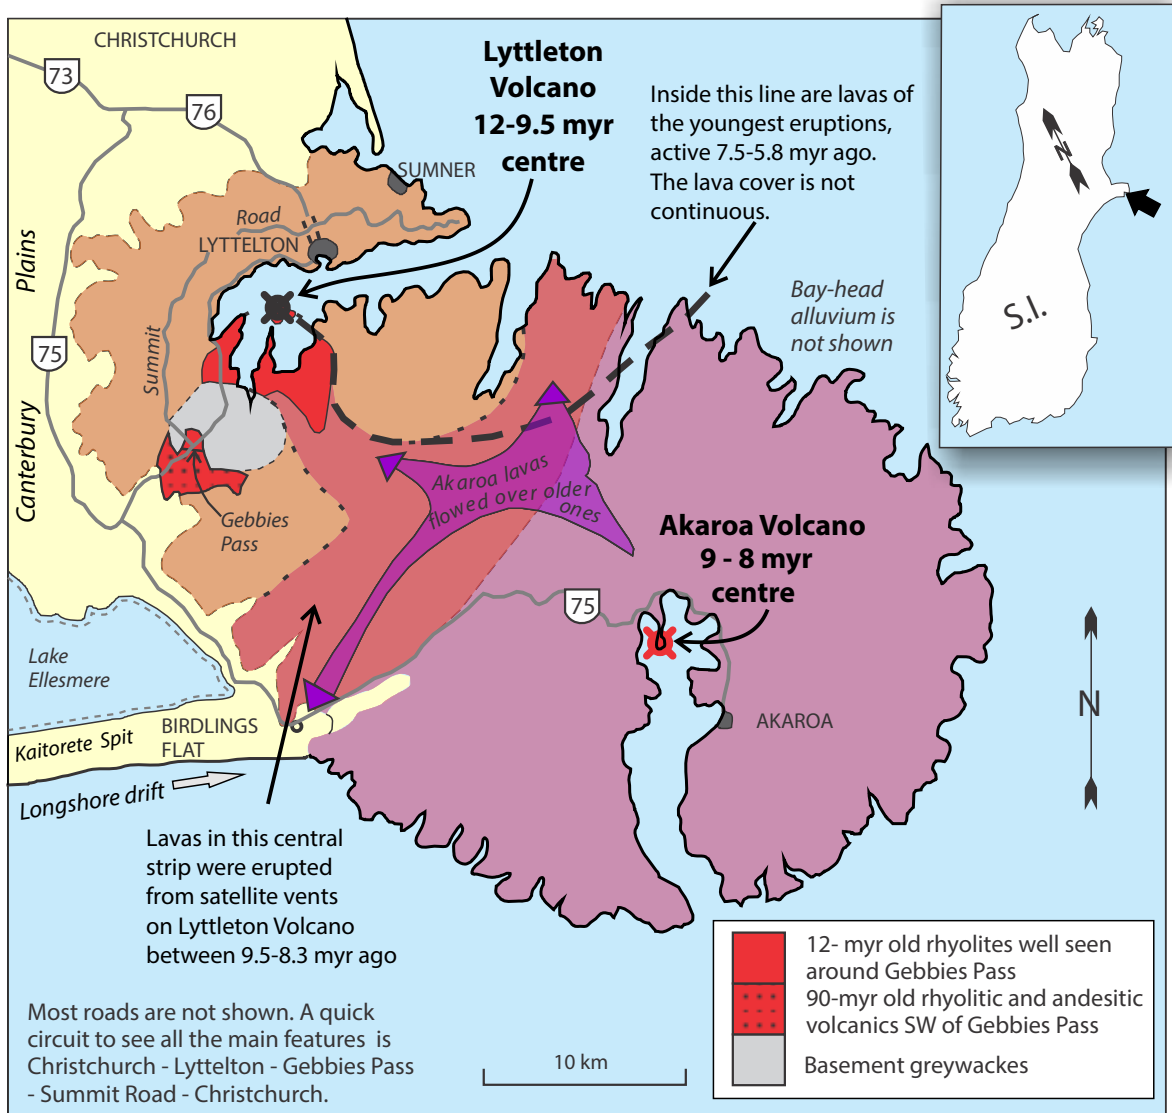 CHRISTCHURCH
73
76
Lyttleton
Volcano
12-9.5 myr
centre
Inside this line are lavas of
the youngest eruptions,
active 7.5-5.8 myr ago.
The lava cover is not
continuous.
N
S.I.
SUMNER
Road
LYTTELTON
Plains
Summit
75
Canterbury
Bay-head
alluvium is
not shown
Gebbies
Pass
Akaroa lavas
flowed over older
ones
Akaroa Volcano
9 - 8 myr
centre
75
Lake
Ellesmere
N
AKAROA
BIRDLINGS
FLAT
Kaitorete Spit
Longshore drift
Lavas in this central
strip were erupted
from satellite vents
on Lyttleton Volcano
between 9.5-8.3 myr ago
Most roads are not shown. A quick
circuit to see all the main features is
Christchurch - Lyttelton - Gebbies Pass
- Summit Road - Christchurch.
10 km
12- myr old rhyolites well seen
around Gebbies Pass
90-myr old rhyolitic and andesitic
volcanics SW of Gebbies Pass
Basement greywackes